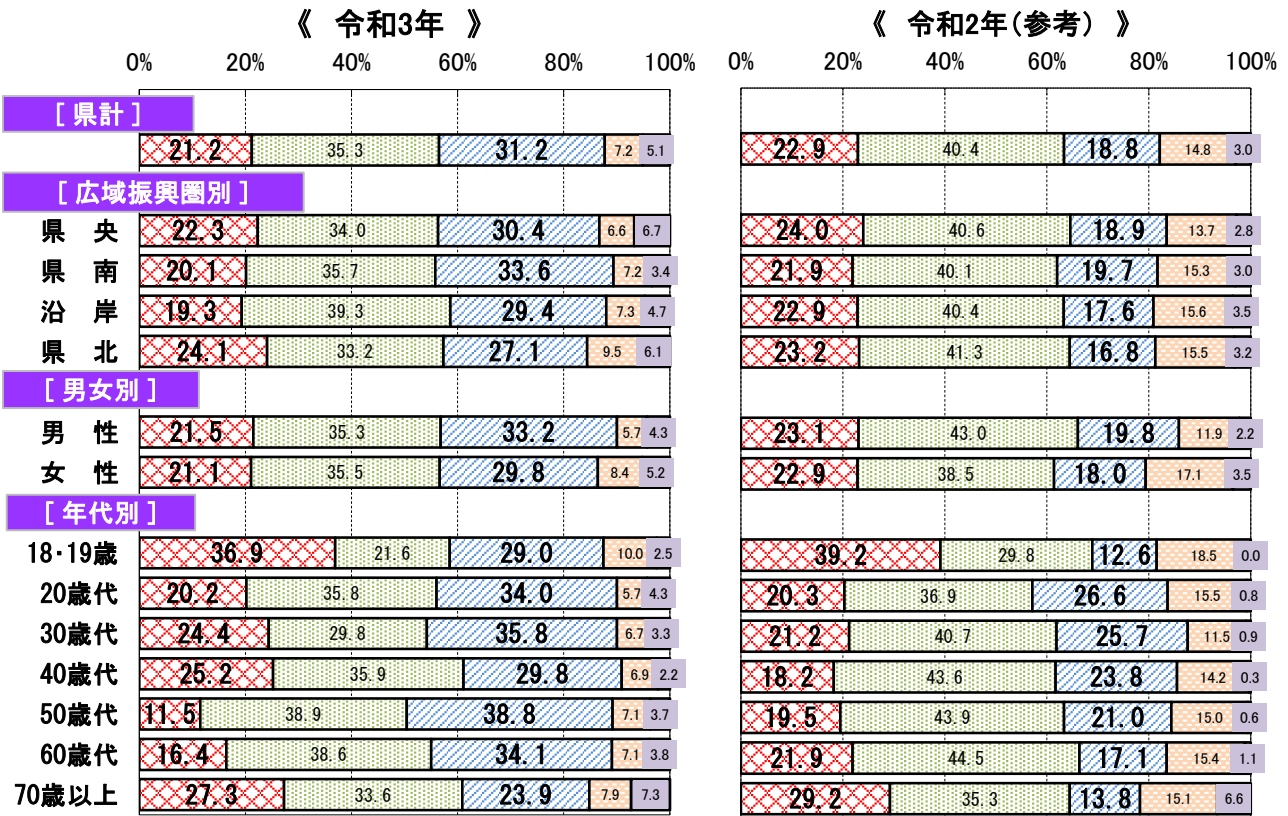 《 令和3年 》 《 令和2年(参考) 》
0% 20% 40% 60% 80% 100% 0% 20% 40% 60% 80% 100%
[ 県計 ]
21.2 35.3 31.2 7.2 5.1 22.9 40.4 18.8 14.8 3.0
[ 広域振興圏別 ]
県 央 22.3 34.0 30.4 6.6 6.7 24.0 40.6 18.9 13.7 2.8
県 南 20.1 35.7 33.6 7.2 3.4 21.9 40.1 19.7 15.3 3.0
沿 岸 19.3 39.3 29.4 7.3 4.7 22.9 40.4 17.6 15.6 3.5
県 北 24.1 33.2 27.1 9.5 6.1 23.2 41.3 16.8 15.5 3.2
[ 男女別 ]
男 性 21.5 35.3 33.2 5.7 4.3 23.1 43.0 19.8 11.9 2.2
女 性 21.1 35.5 29.8 8.4 5.2 22.9 38.5 18.0 17.1 3.5
[ 年代別 ]
18・19歳 36.9 21.6 29.0 10.0 2.5 39.2 29.8 12.6 18.5 0.0
20歳代 20.2 35.8 34.0 5.7 4.3 20.3 36.9 26.6 15.5 0.8
30歳代 24.4 29.8 35.8 6.7 3.3 21.2 40.7 25.7 11.5 0.9
40歳代 25.2 35.9 29.8 6.9 2.2 18.2 43.6 23.8 14.2 0.3
50歳代 11.5 38.9 38.8 7.1 3.7 19.5 43.9 21.0 15.0 0.6
60歳代 16.4 38.6 34.1 7.1 3.8 21.9 44.5 17.1 15.4 1.1
70歳以上 27.3 33.6 23.9 7.9 7.3 29.2 35.3 13.8 15.1 6.6